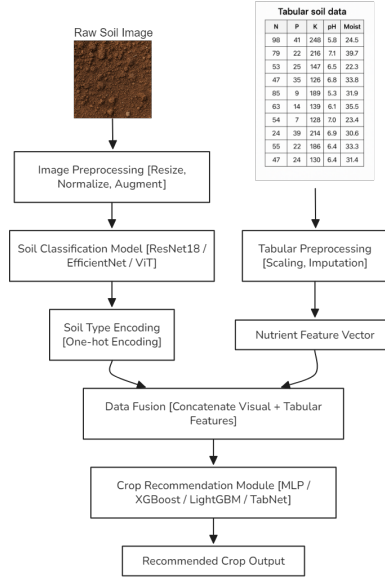 Raw Soil Image
Tabular soil data
N P K pH Moist
98 41 248 5.8 24.5
79 22 216 7.1 39.7
53 25 147 6.5 22.3
47 35 126 6.8 33.8
85 9 189 5.3 31.9
63 14 139 6.1 35.5
54 7 128 7.0 23.4
24 39 214 6.9 30.6
55 22 186 6.4 33.3
47 24 130 6.4 31.4
Image Preprocessing [Resize,
Normalize, Augment]
Soil Classification Model [ResNet18 /
EfficientNet / ViT]
Tabular Preprocessing
[Scaling, Imputation]
Soil Type Encoding
[One-hot Encoding]
Nutrient Feature Vector
Data Fusion [Concatenate Visual + Tabular
Features]
Crop Recommendation Module [MLP /
XGBoost / LightGBM / TabNet]
Recommended Crop Output